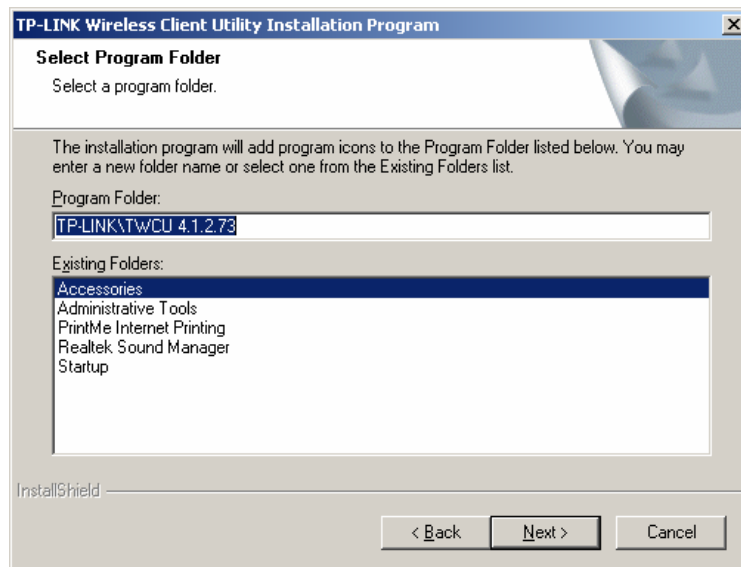 TP-LINK Wireless Client Utility Installation Program
Select Program Folder
Select a program folder.
The installation program will add program icons to the Program Folder listed below. You may
enter a new folder name or select one from the Existing Folders list.
Program Folder:
TP-LINK\TWCU 4.1.2.73
Existing Folders:
Accessories
Administrative Tools
PrintMe Internet Printing
Realtek Sound Manager
Startup
InstallShield
< Back Next > Cancel